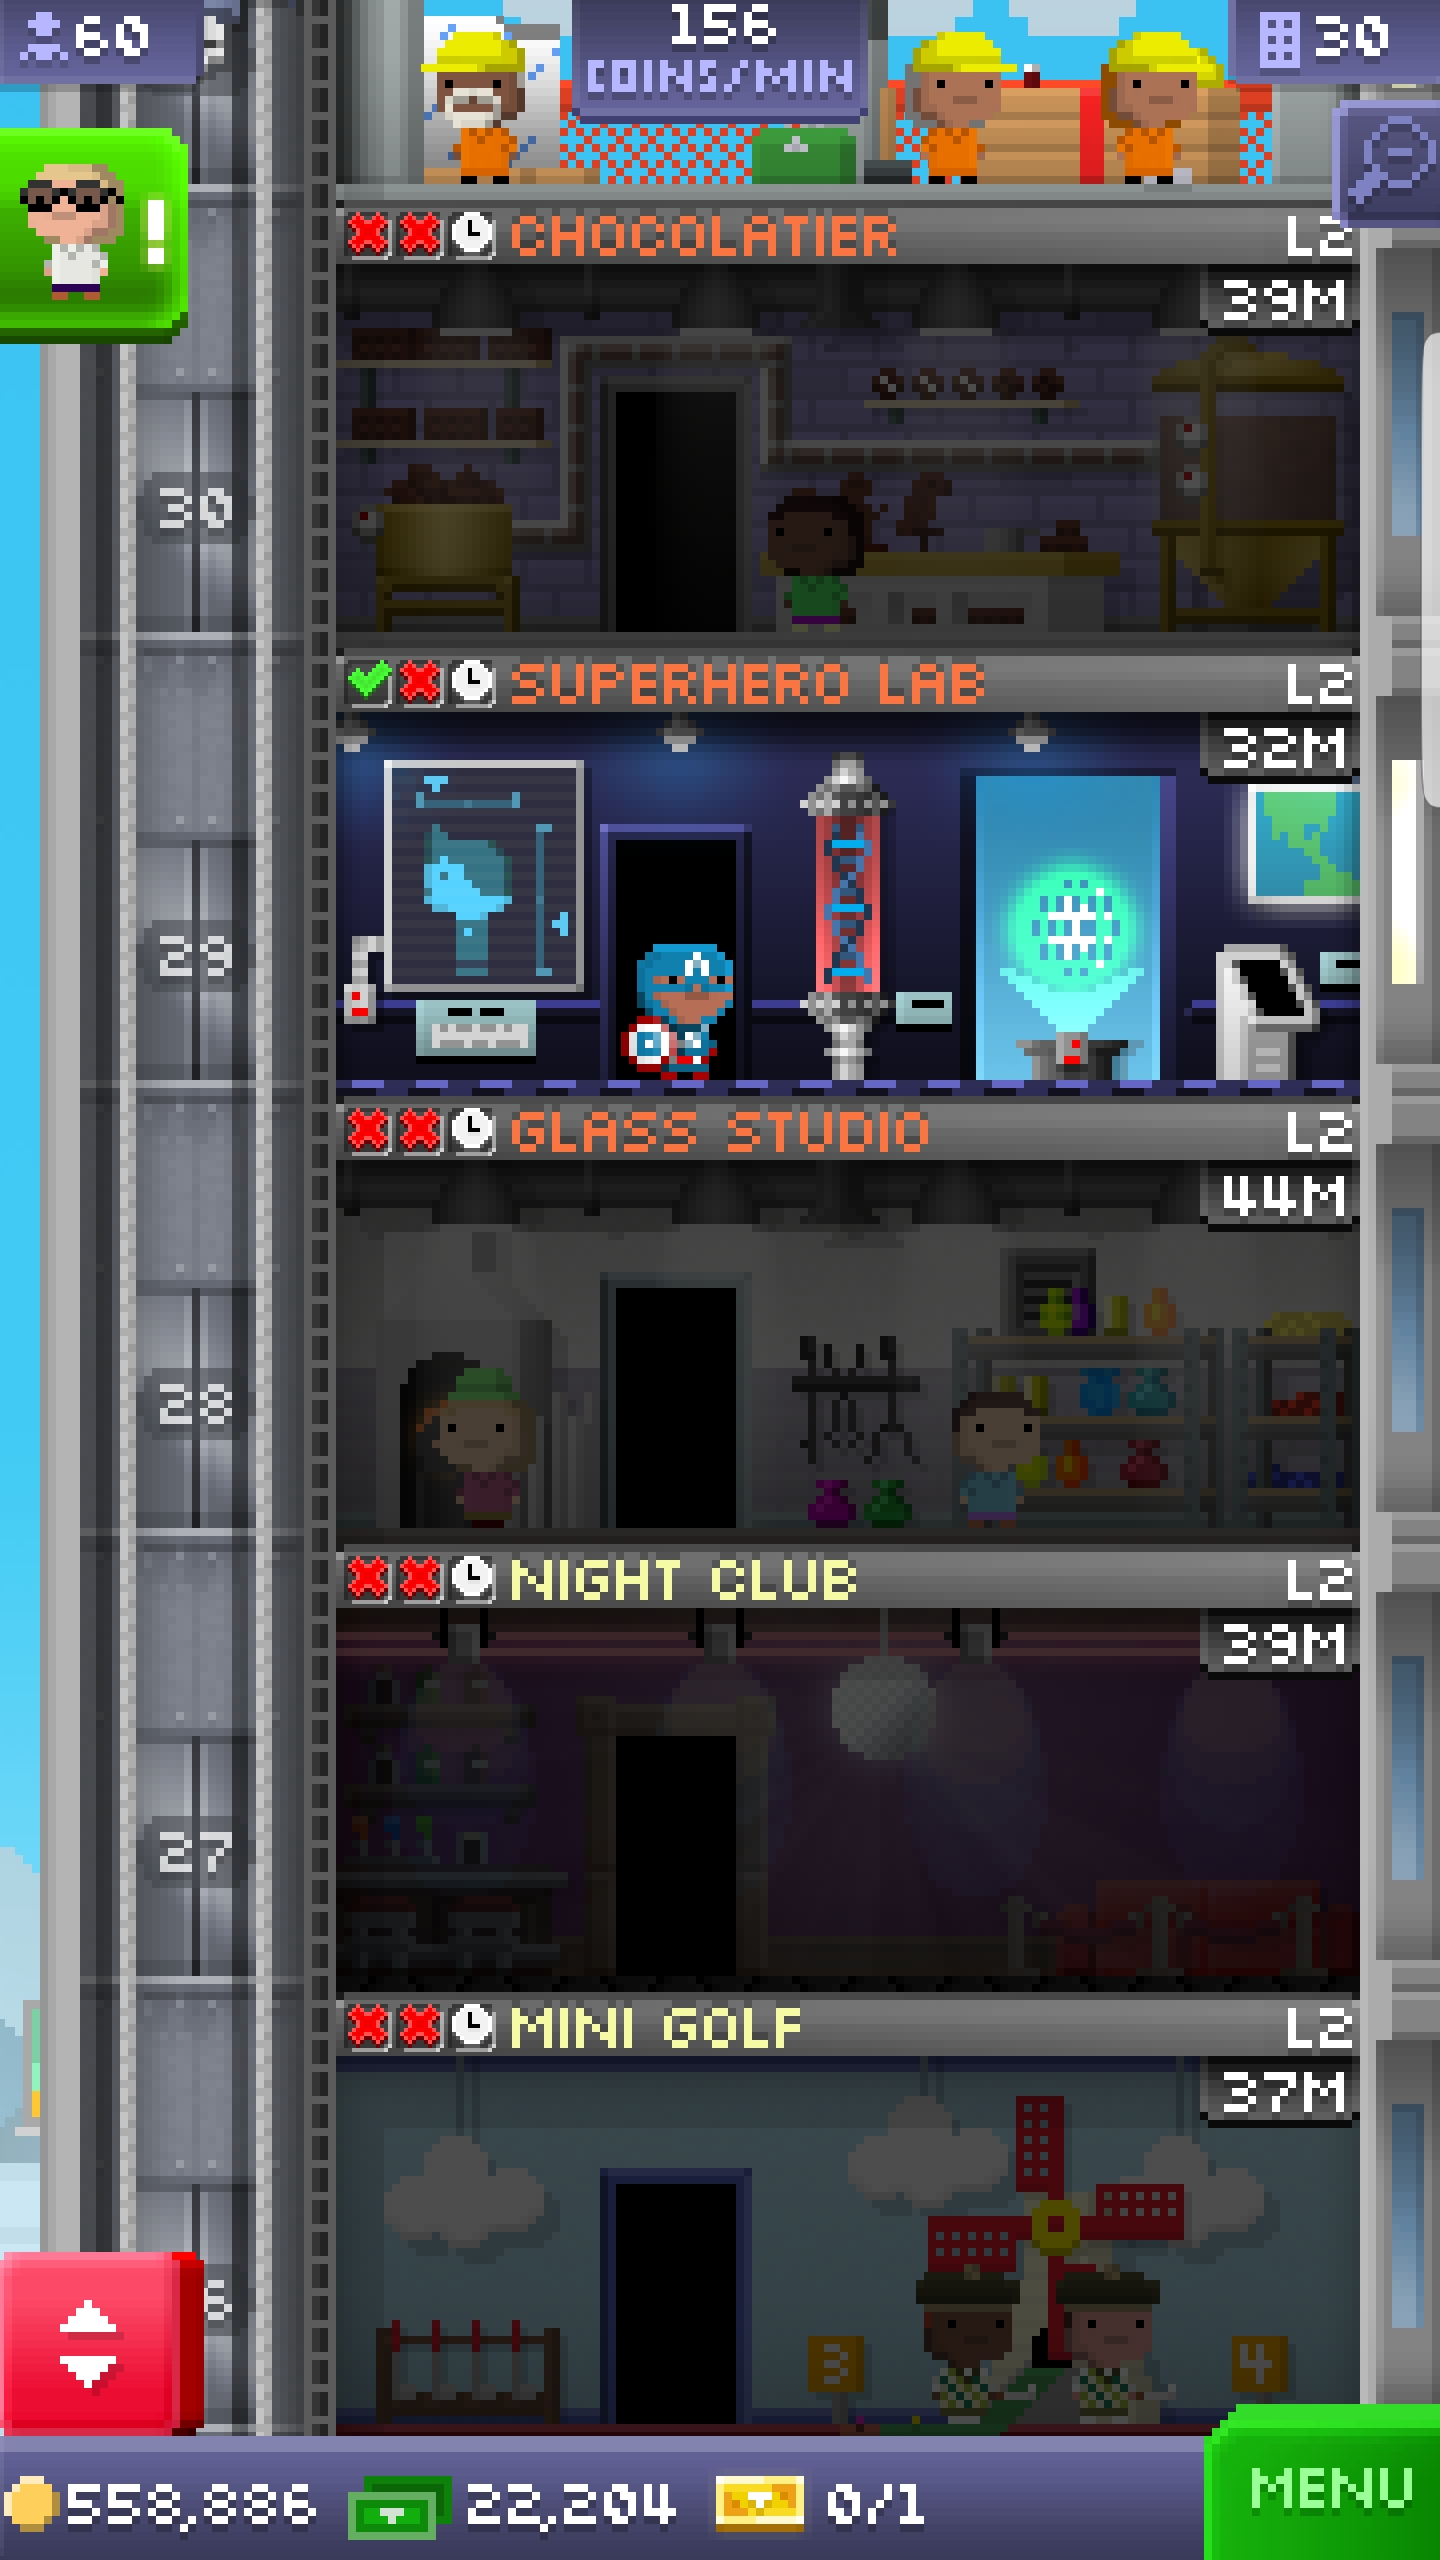 60
156
COINS/MIN
30
!
CHOCOLATIER L2
39M
30
SUPERHERO LAB L2
32M
A
29
GLASS STUDIO L2
44M
28
NIGHT CLUB L2
39M
27
MINI GOLF L2
37M
3 4
558,886 22,204 0/1 MENU